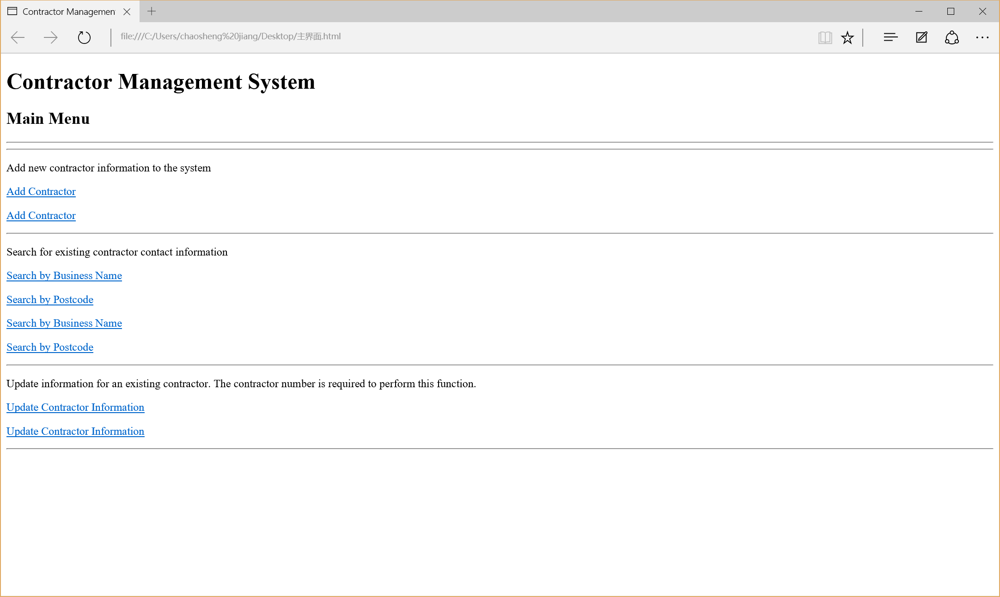 Contractor Managemen
file:///C:/Users/chaosheng%20jiang/Desktop/主界面.html
Contractor Management System
Main Menu
Add new contractor information to the system
Add Contractor
Add Contractor
Search for existing contractor contact information
Search by Business Name
Search by Postcode
Search by Business Name
Search by Postcode
Update information for an existing contractor. The contractor number is required to perform this function.
Update Contractor Information
Update Contractor Information